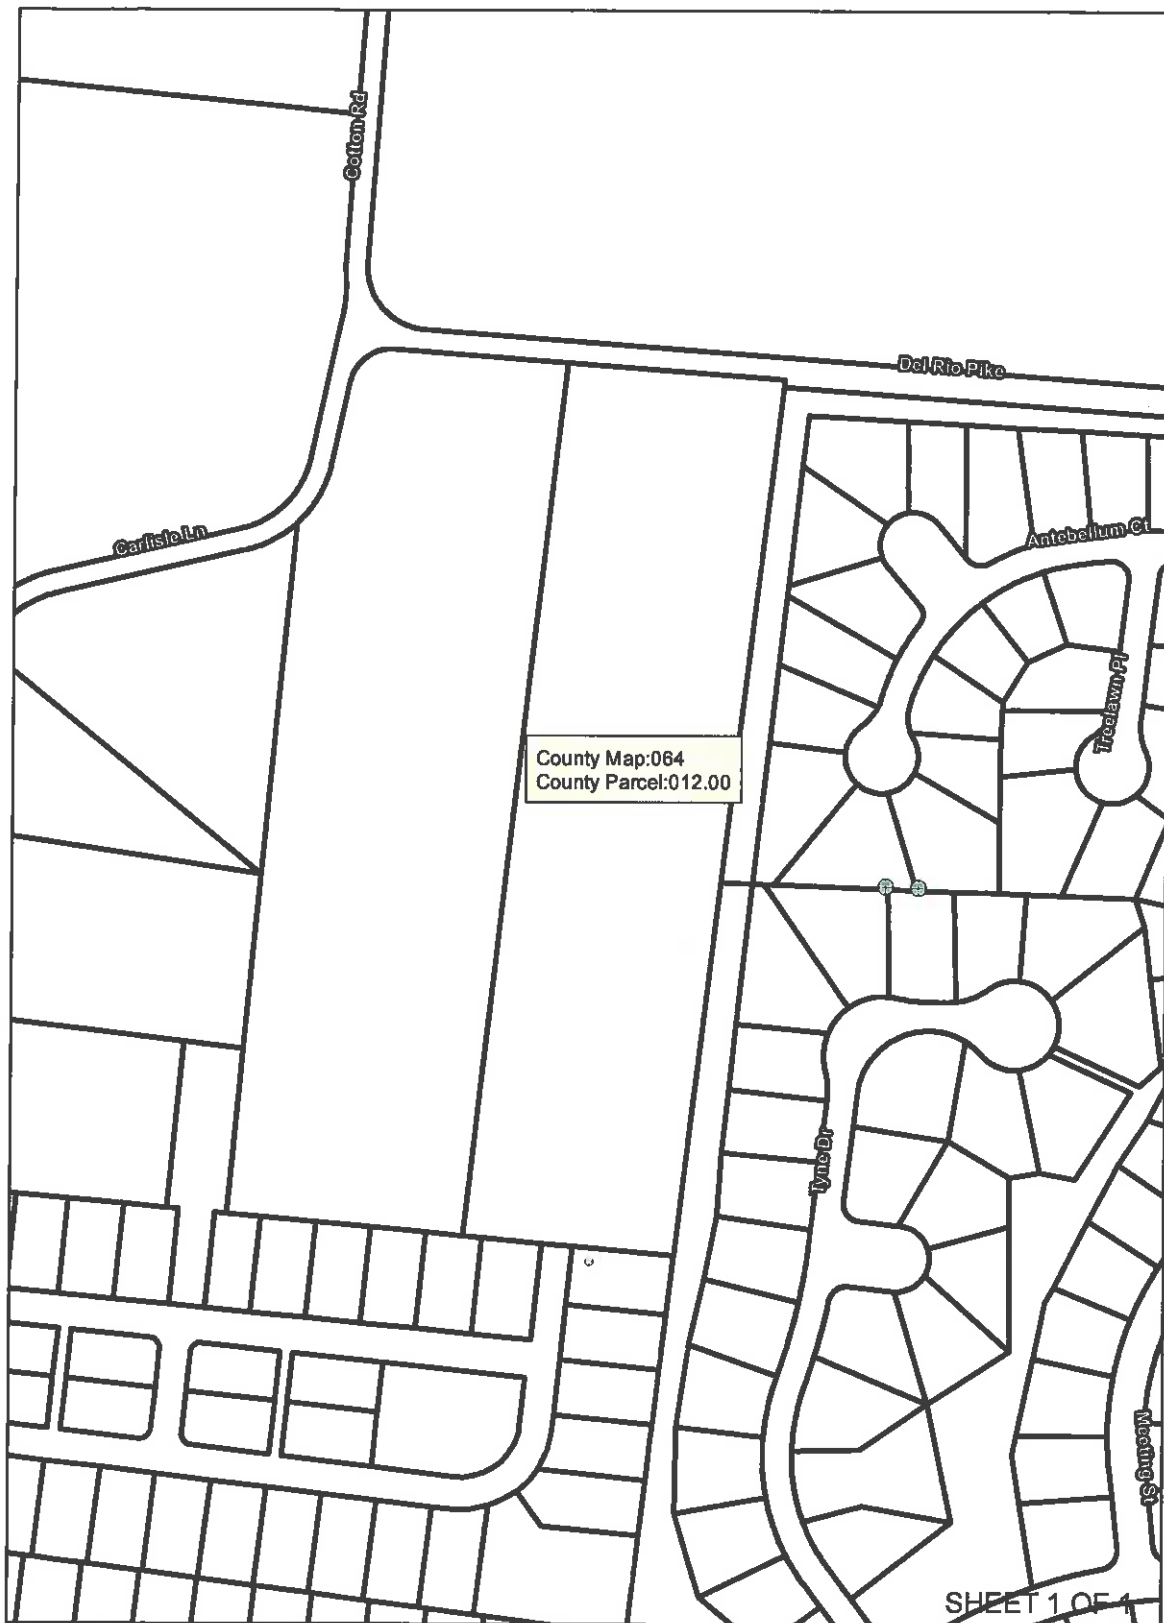 Cotton Rd
Del Rio Pike
Carlisle Ln
Antebellum Ct
Treelawn Pl
County Map:064
County Parcel:012.00
Tyne Dr
Meeting St
SHEET 1 OF 1